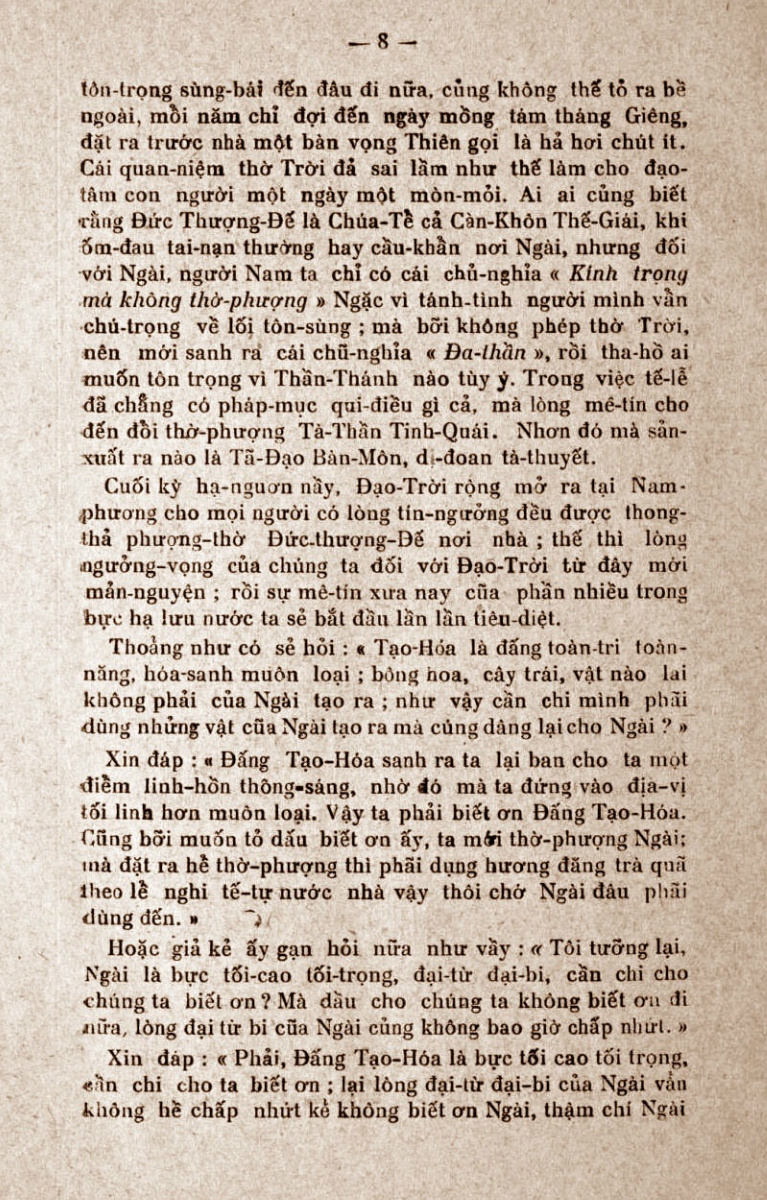 — 8 —
tôn-trọng sùng-bái đến đâu đi nữa, củng không thể tỏ ra bề
ngoài, mồi năm chỉ đợi đến ngày mồng tám tháng Giêng,
đặt ra trước nhà một bàn vọng Thiên gọi là hả hơi chút ít.
Cái quan-niệm thờ Trời đả sai lầm như thế làm cho đạo-
tâm con người một ngày một mòn-mỏi. Ai ai củng biết
rằng Đức Thượng-Đế là Chúa-Tề cả Càn-Khôn Thế-Giái, khi
ốm-đau tai-nạn thường hay cầu-khẫn nơi Ngài, nhưng đối
với Ngài, người Nam ta chỉ có cái chủ-nghĩa « Kính trọng
mà không thờ-phượng » Ngặc vì tánh-tình người mình vẫn
chú-trọng về lối tôn-sùng ; mà bỡi không phép thờ Trời,
nên mới sanh ra cái chũ-nghĩa « Đa-thần », rồi tha-hồ ai
muốn tôn trọng vì Thần-Thánh nào tùy ý. Trong việc tế-lễ
đã chẳng có pháp-mục qui-điều gì cả, mà lòng mê-tín cho
đến đồi thờ-phượng Tà-Thần Tinh-Quái. Nhơn đó mà sản-
xuất ra nào là Tã-Đạo Bàn-Môn, dị-đoan tà-thuyết.
Cuối kỳ hạ-nguơn nầy, Đạo-Trời rộng mở ra tại Nam-
phương cho mọi người có lòng tín-ngưởng đều được thong-
thả phượng-thờ Đức-thượng-Đế nơi nhà ; thế thì lòng
ngưởng-vọng của chúng ta đối với Đạo-Trời từ đây mới
mản-nguyện ; rồi sự mê-tín xưa nay cũa phần nhiều trong
bực hạ lưu nước ta sẻ bắt đầu lần lần tiêu-diệt.
Thoảng như có sẻ hỏi : « Tạo-Hóa là đấng toàn-tri toàn-
năng, hóa-sanh muôn loại ; bông hoa, cây trái, vật nào lai
không phải của Ngài tạo ra ; như vậy cần chi mình phãi
dùng nhửng vật cũa Ngài tạo ra mà cúng dâng lại cho Ngài ? »
Xin đáp : « Đấng Tạo-Hóa sanh ra ta lại ban cho ta một
điểm linh-hồn thông-sáng, nhờ đó mà ta đứng vào địa-vị
tối linh hơn muôn loại. Vậy ta phải biết ơn Đấng Tạo-Hóa.
Cũng bỡi muốn tỏ dấu biết ơn ấy, ta mới thờ-phượng Ngài;
mà đặt ra hề thờ-phượng thì phãi dụng hương đăng trà quã
theo lề nghi tế-tự nước nhà vậy thôi chớ Ngài đâu phãi
dùng đến. »
Hoặc giả kẻ ấy gạn hỏi nữa như vầy : « Tôi tưỡng lại,
Ngài là bực tối-cao tối-trọng, đại-từ đại-bi, cần chi cho
chúng ta biết ơn ? Mà dầu cho chúng ta không biết ơn đi
nữa, lòng đại từ bi cũa Ngài củng không bao giờ chấp nhứt. »
Xin đáp : « Phải, Đấng Tạo-Hóa là bực tối cao tối trọng,
cần chi cho ta biết ơn ; lại lòng đại-từ đại-bi của Ngài vẩn
không hề chấp nhứt kẻ không biết ơn Ngài, thậm chí Ngài